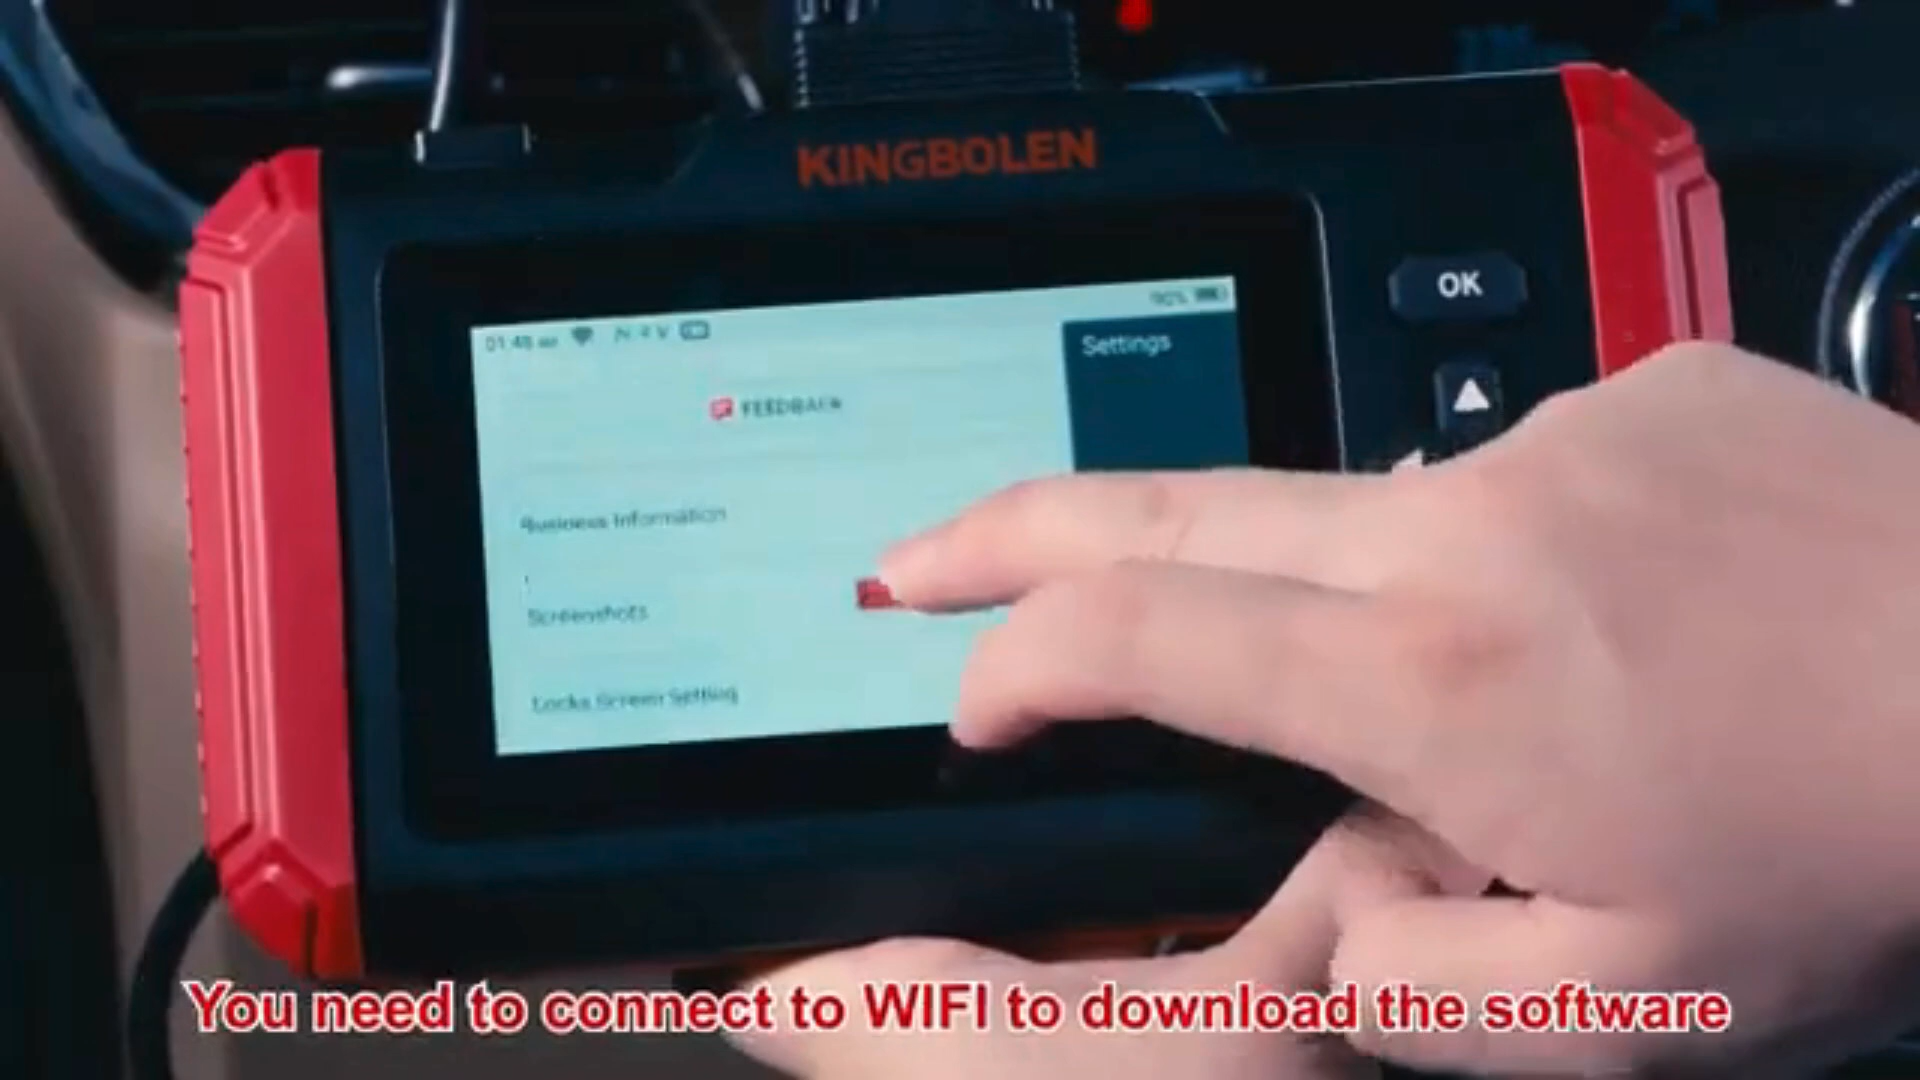 KINGBOLEN
OK
90%
Settings
FEEDBACK
Business Information
Screenshots
Locks Screen Setting
You need to connect to WIFI to download the software